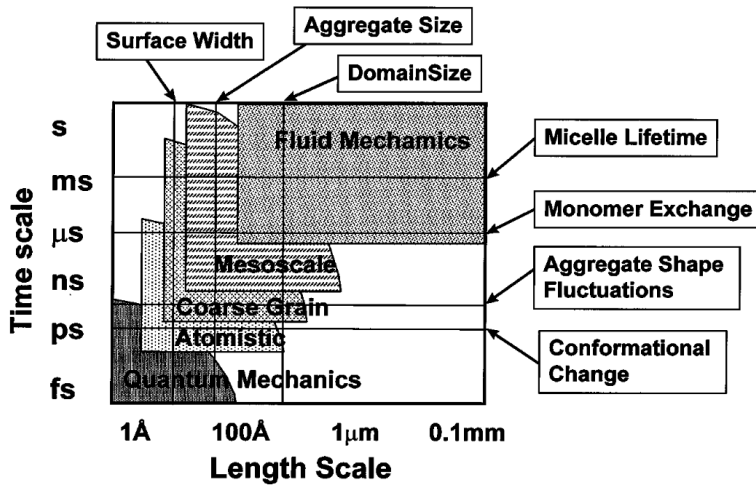 Aggregate Size
Surface Width
DomainSize
s
Fluid Mechamics
Micelle Lifetime
ms
Monomer Exchange
μs
Mesoscale
Aggregate Shape
Fluctuations
ns
Coarse Grain
ps
Atomistic
Conformational
Change
Quantum Mechanics
fs
Time scale
1Å
100Å
1μm
0.1mm
Length Scale